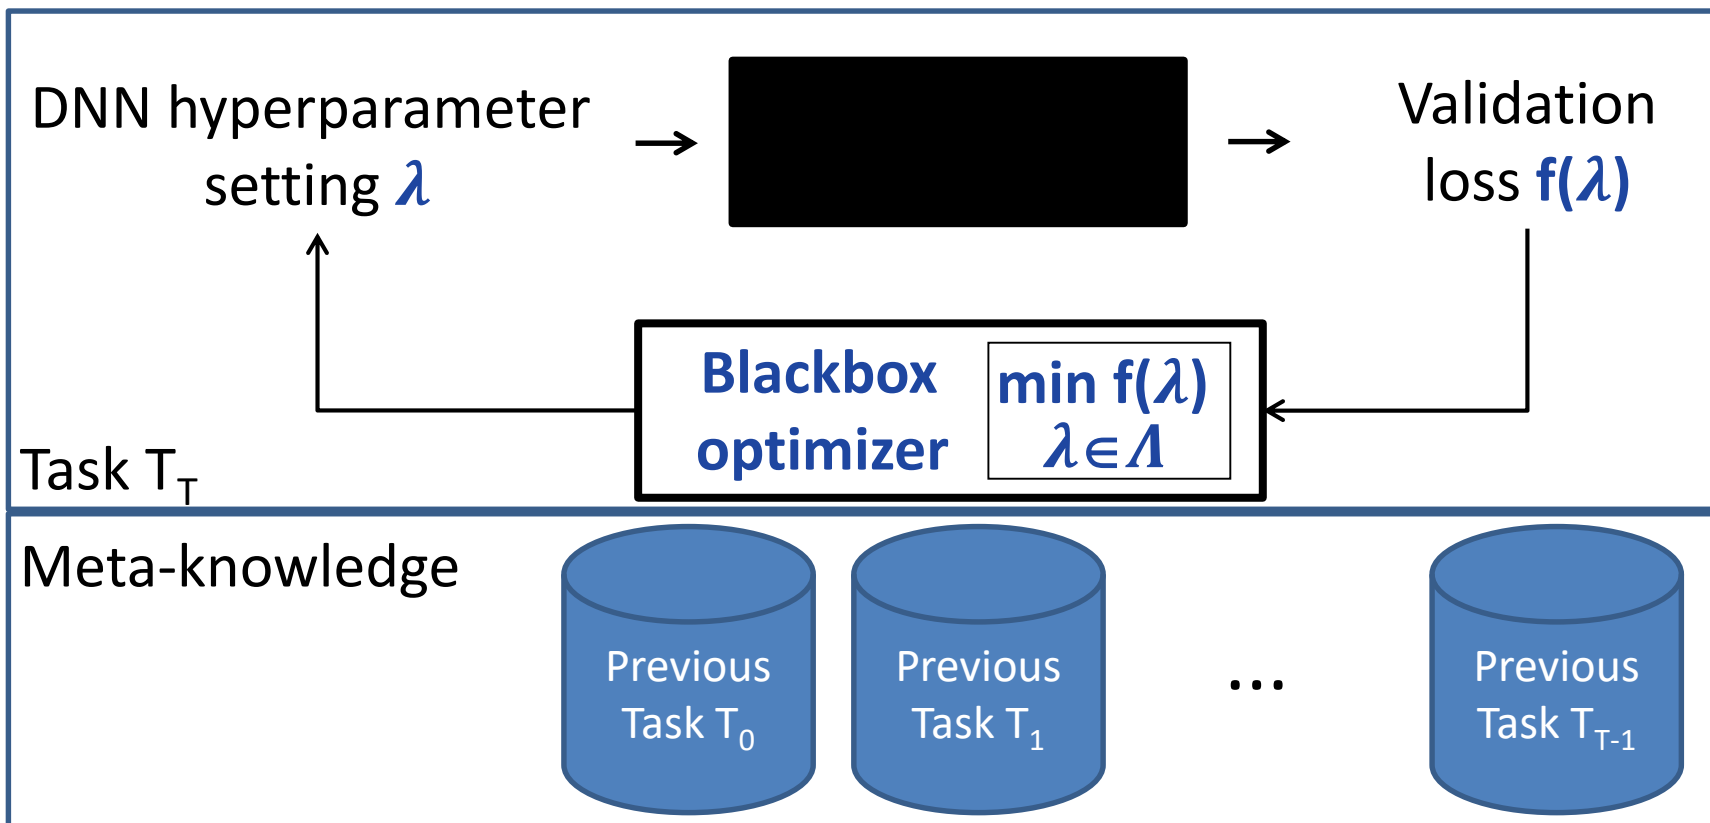 DNN hyperparameter
setting λ
Validation
loss f(λ)
Blackbox
optimizer
min f(λ)
λ∈Λ
Task T_T
Meta-knowledge
Previous
Task T_0
Previous
Task T_1
...
Previous
Task T_{T-1}